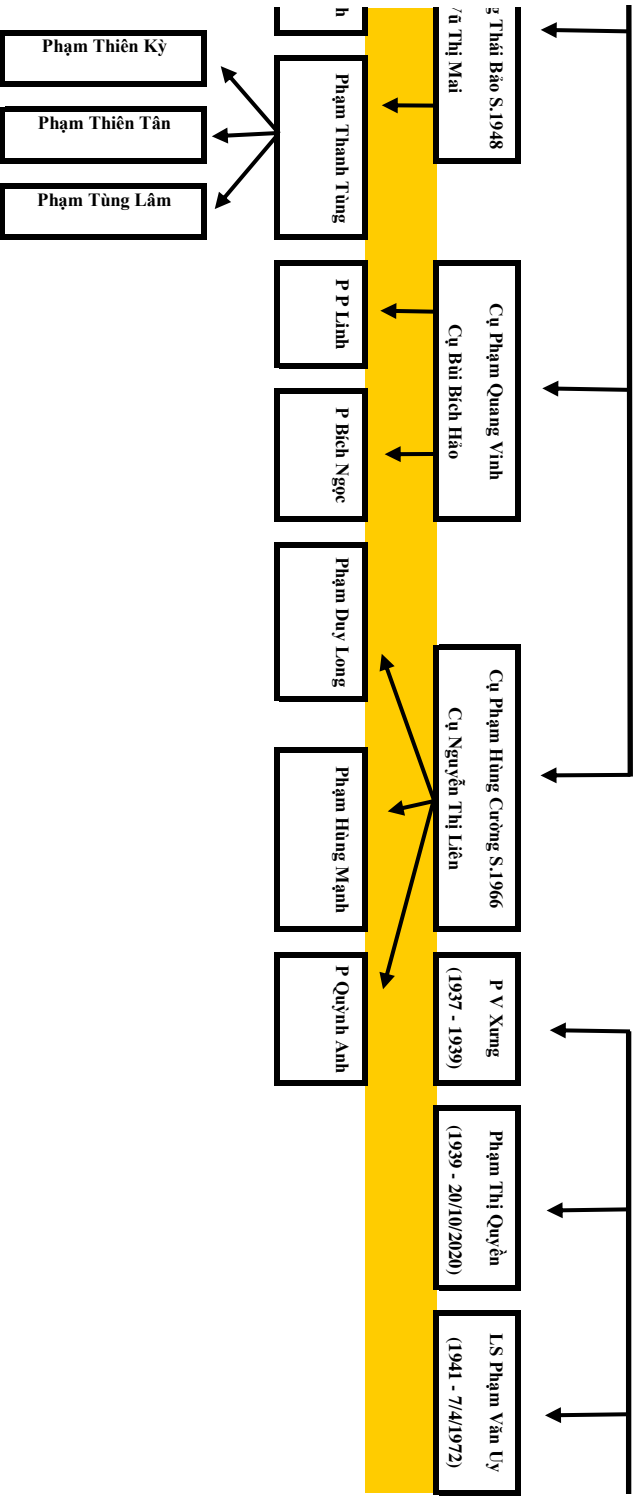 g Thái Bảo S.1948
Vũ Thị Mai
Cụ Phạm Quang Vinh
Cụ Bùi Bích Hảo
Cụ Phạm Hùng Cường S.1966
Cụ Nguyễn Thị Liên
P V Xưng
(1937 - 1939)
Phạm Thị Quyền
(1939 - 20/10/2020)
LS Phạm Văn Uy
(1941 - 7/4/1972)
h
Phạm Thanh Tùng
P P Linh
P Bích Ngọc
Phạm Duy Long
Phạm Hùng Mạnh
P Quỳnh Anh
Phạm Thiên Kỳ
Phạm Thiên Tân
Phạm Tùng Lâm